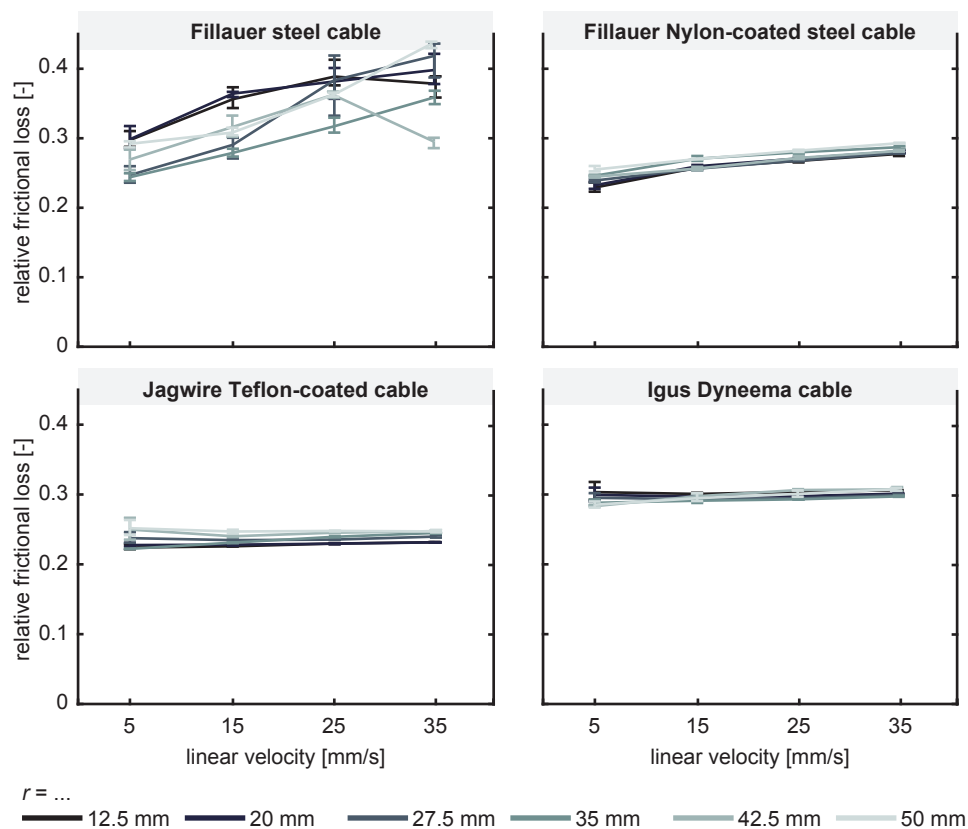 Fillauer steel cable
Fillauer Nylon-coated steel cable
relative frictional loss [-]
0.4
0.3
0.2
0.1
0
Jagwire Teflon-coated cable
Igus Dyneema cable
relative frictional loss [-]
0.4
0.3
0.2
0.1
0
5 15 25 35
5 15 25 35
linear velocity [mm/s]
linear velocity [mm/s]
r = ...
12.5 mm 20 mm 27.5 mm 35 mm 42.5 mm 50 mm